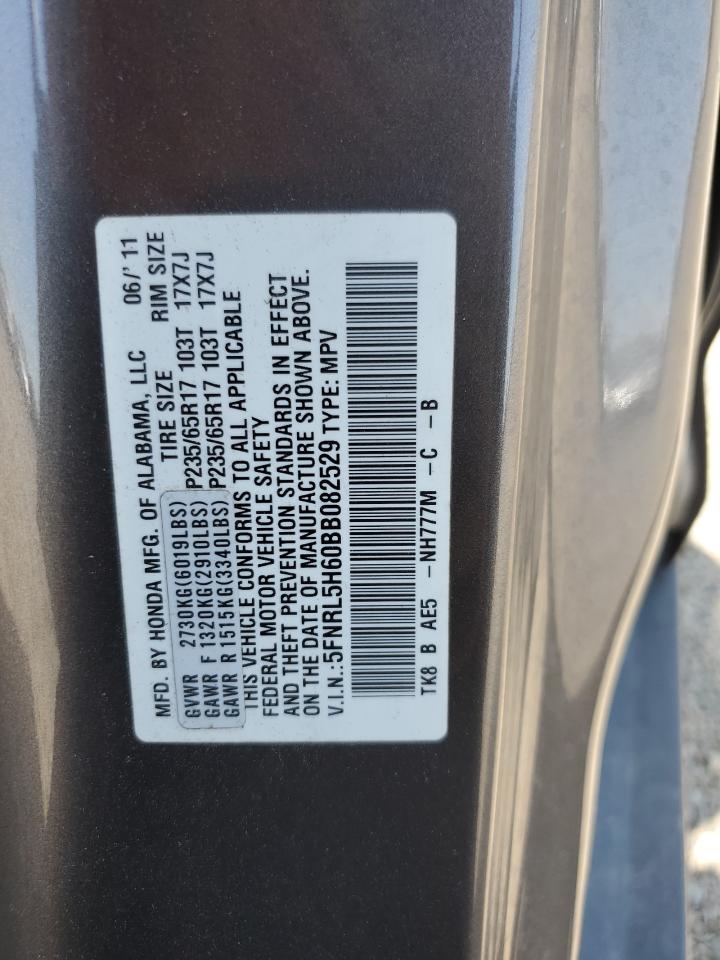 MFD. BY HONDA MFG. OF ALABAMA, LLC 06/' 11
TIRE SIZE RIM SIZE
GVWR 2730KG(6019LBS)
GAWR F 1320KG(2910LBS) P235/65R17 103T 17X7J
GAWR R 1515KG(3340LBS) P235/65R17 103T 17X7J
THIS VEHICLE CONFORMS TO ALL APPLICABLE
FEDERAL MOTOR VEHICLE SAFETY
AND THEFT PREVENTION STANDARDS IN EFFECT
ON THE DATE OF MANUFACTURE SHOWN ABOVE.
V.I.N.:5FNRL5H60BB082529 TYPE: MPV
TK8 B AE5 -NH777M -C -B